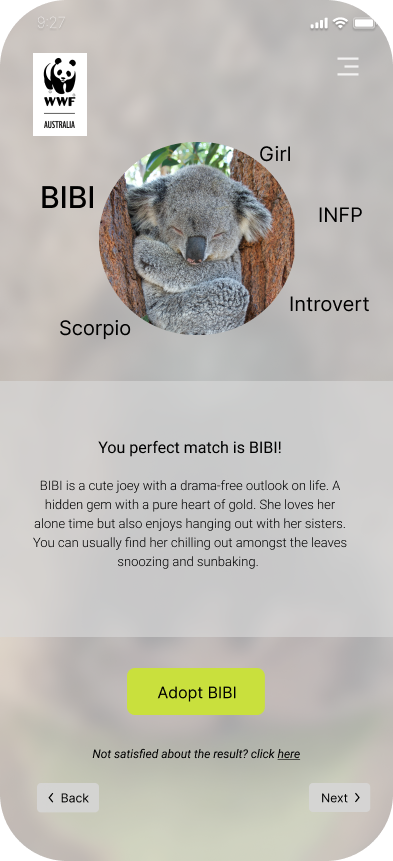 9:27
WWF
AUSTRALIA
Girl
BIBI
INFP
Introvert
Scorpio
You perfect match is BIBI!
BIBI is a cute joey with a drama-free outlook on life. A
hidden gem with a pure heart of gold. She loves her
alone time but also enjoys hanging out with her sisters.
You can usually find her chilling out amongst the leaves
snoozing and sunbaking.
Adopt BIBI
Not satisfied about the result? click here
Back
Next